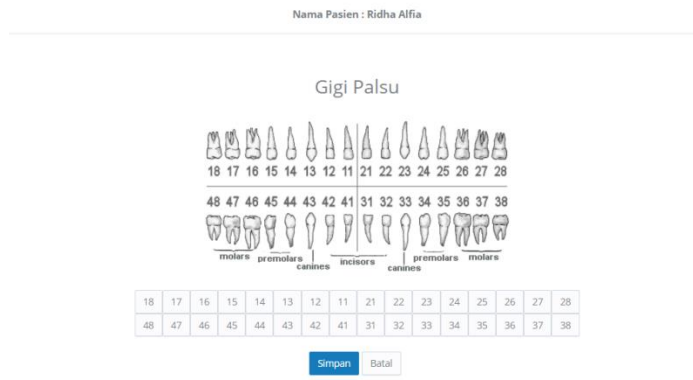 Nama Pasien : Ridha Alfia
Gigi Palsu
18 17 16 15 14 13 12 11 21 22 23 24 25 26 27 28
48 47 46 45 44 43 42 41 31 32 33 34 35 36 37 38
molars premolars canines incisors canines premolars molars
18 17 16 15 14 13 12 11 21 22 23 24 25 26 27 28
48 47 46 45 44 43 42 41 31 32 33 34 35 36 37 38
Simpan Batal